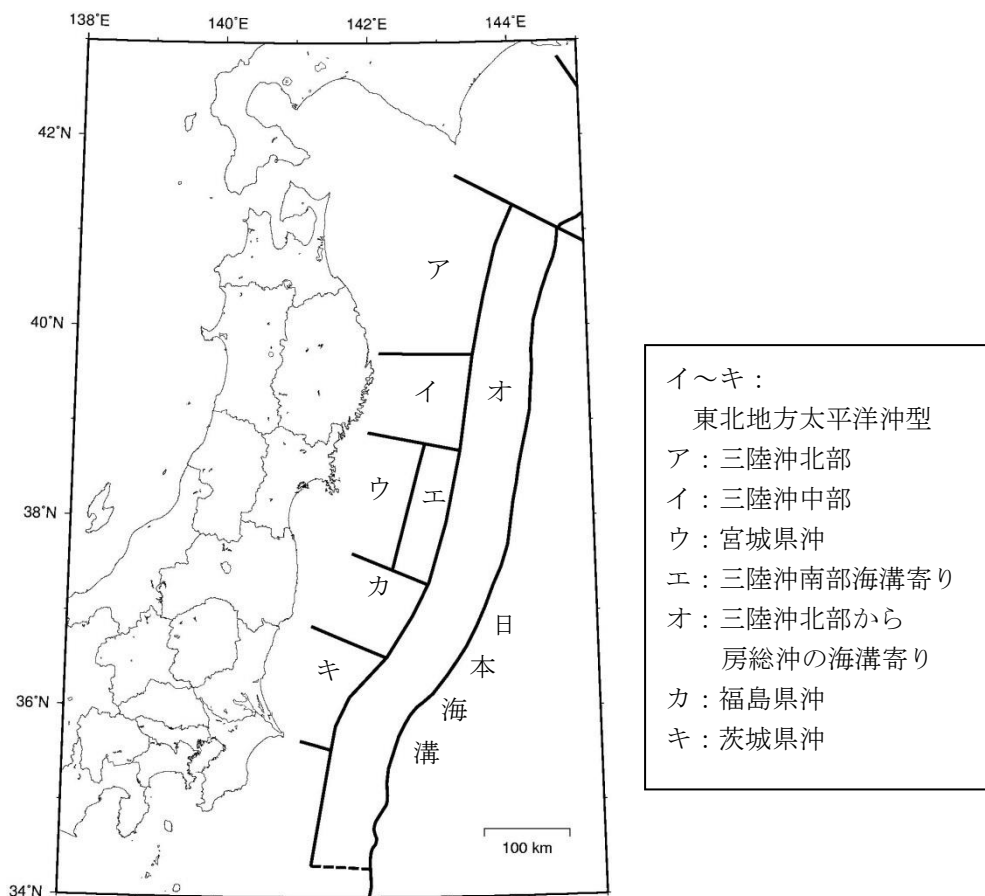 138°E
140°E
142°E
144°E
42°N
40°N
38°N
36°N
34°N
ア
イ
オ
ウ
エ
カ
キ
日
本
海
溝
100 km
イ～キ：
東北地方太平洋沖型
ア：三陸沖北部
イ：三陸沖中部
ウ：宮城県沖
エ：三陸沖南部海溝寄り
オ：三陸沖北部から
房総沖の海溝寄り
カ：福島県沖
キ：茨城県沖